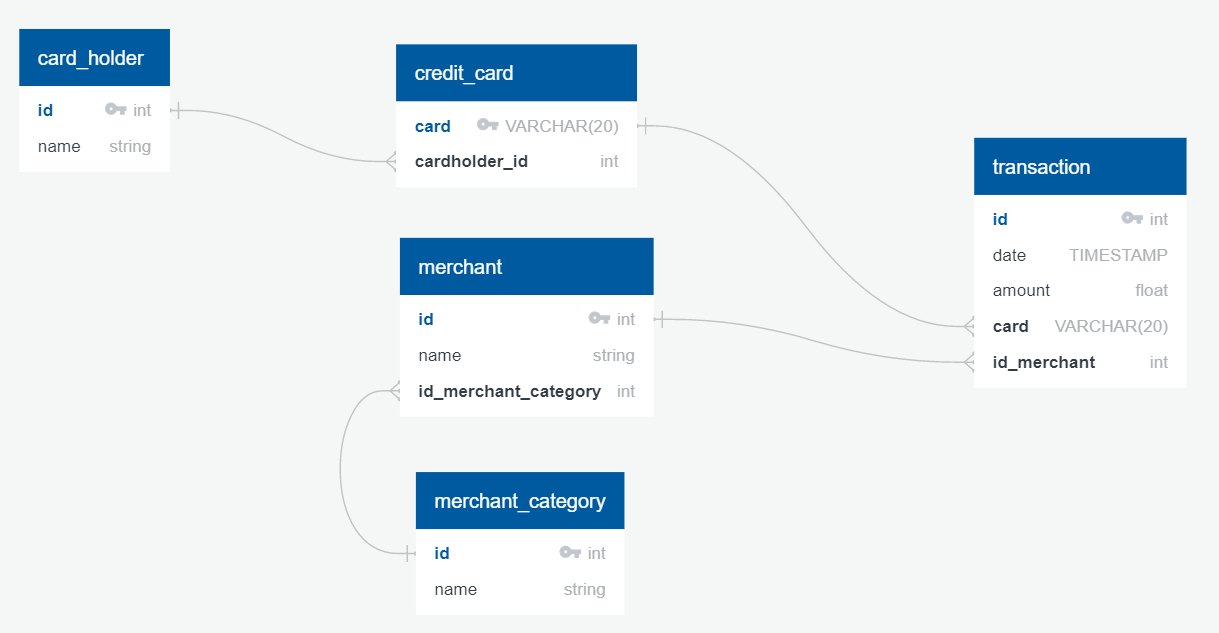 card_holder
id int
name string
credit_card
card VARCHAR(20)
cardholder_id int
merchant
id int
name string
id_merchant_category int
merchant_category
id int
name string
transaction
id int
date TIMESTAMP
amount float
card VARCHAR(20)
id_merchant int